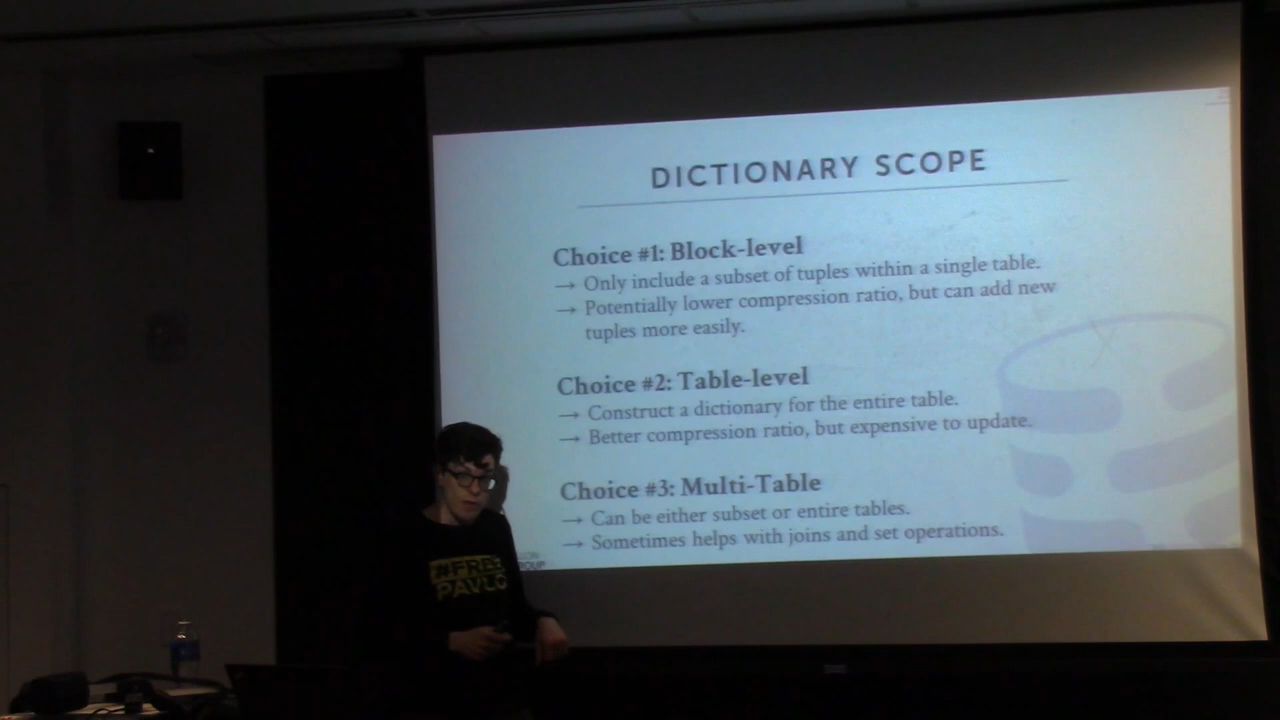 DICTIONARY SCOPE
Choice #1: Block-level
→ Only include a subset of tuples within a single table.
→ Potentially lower compression ratio, but can add new
tuples more easily.
Choice #2: Table-level
→ Construct a dictionary for the entire table.
→ Better compression ratio, but expensive to update.
Choice #3: Multi-Table
→ Can be either subset or entire tables.
→ Sometimes helps with joins and set operations.
#FREE
PAVLO